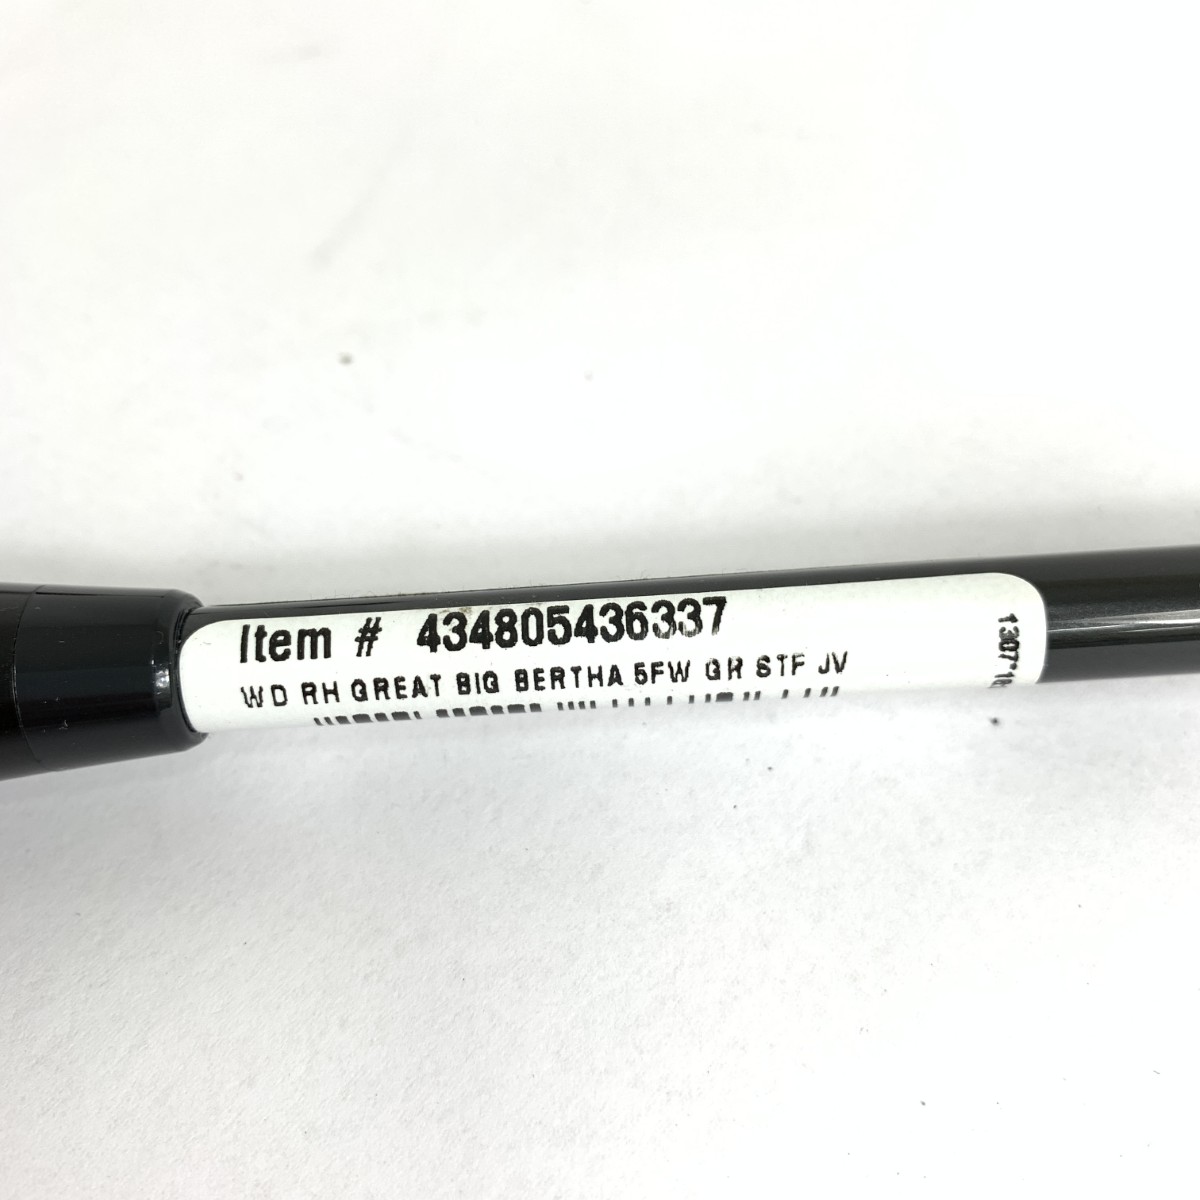 Item # 434805436337
WD RH GREAT BIG BERTHA 5FW GR STF JV